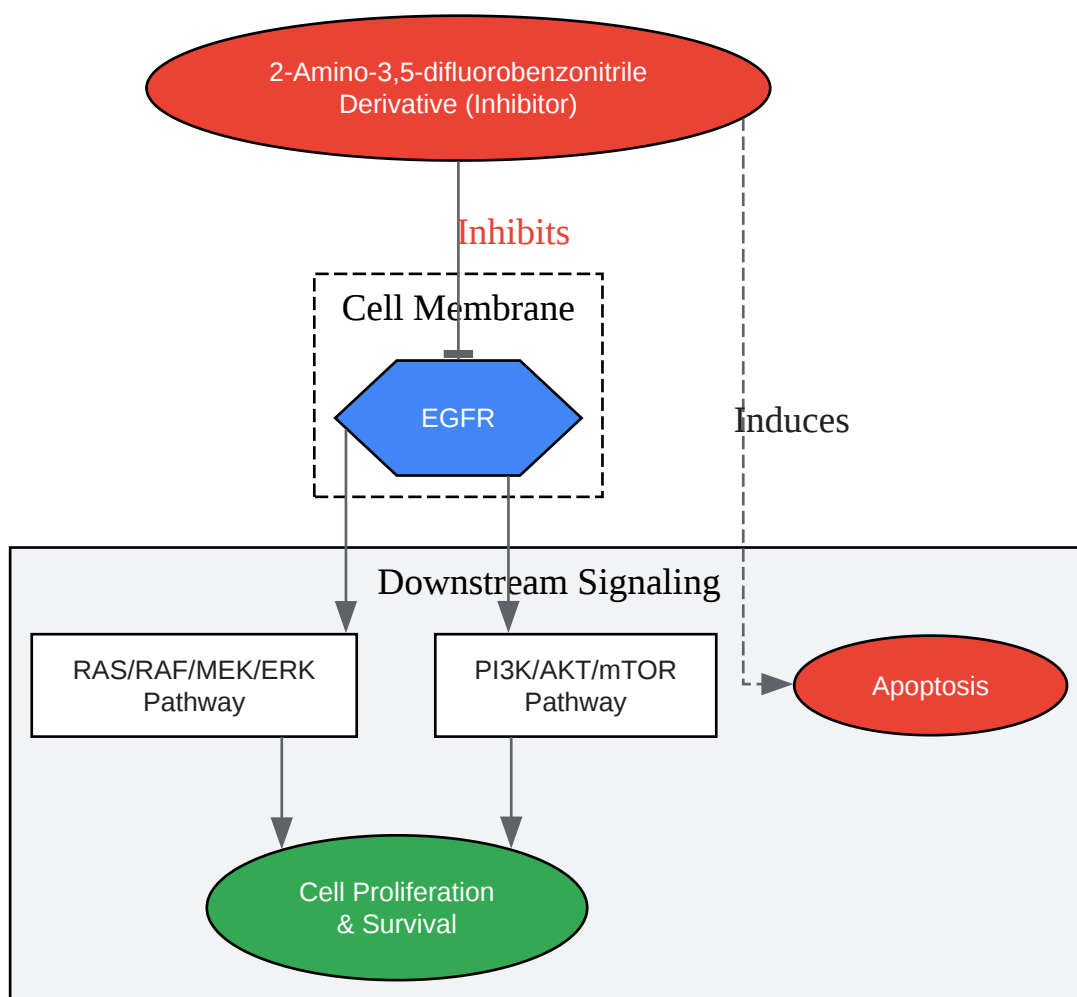 2-Amino-3,5-difluorobenzonitrile
Derivative (Inhibitor)
Inhibits
Cell Membrane
EGFR
Induces
Downstream Signaling
RAS/RAF/MEK/ERK
Pathway
PI3K/AKT/mTOR
Pathway
Apoptosis
Cell Proliferation
& Survival